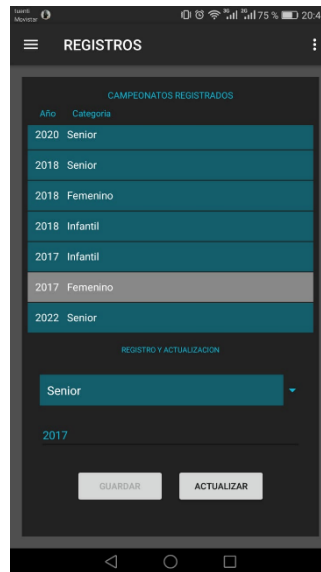 tuenti
Movistar 75 % 20:4
REGISTROS
CAMPEONATOS REGISTRADOS
Año Categoria
2020 Senior
2018 Senior
2018 Femenino
2018 Infantil
2017 Infantil
2017 Femenino
2022 Senior
REGISTRO Y ACTUALIZACION
Senior
2017
GUARDAR ACTUALIZAR